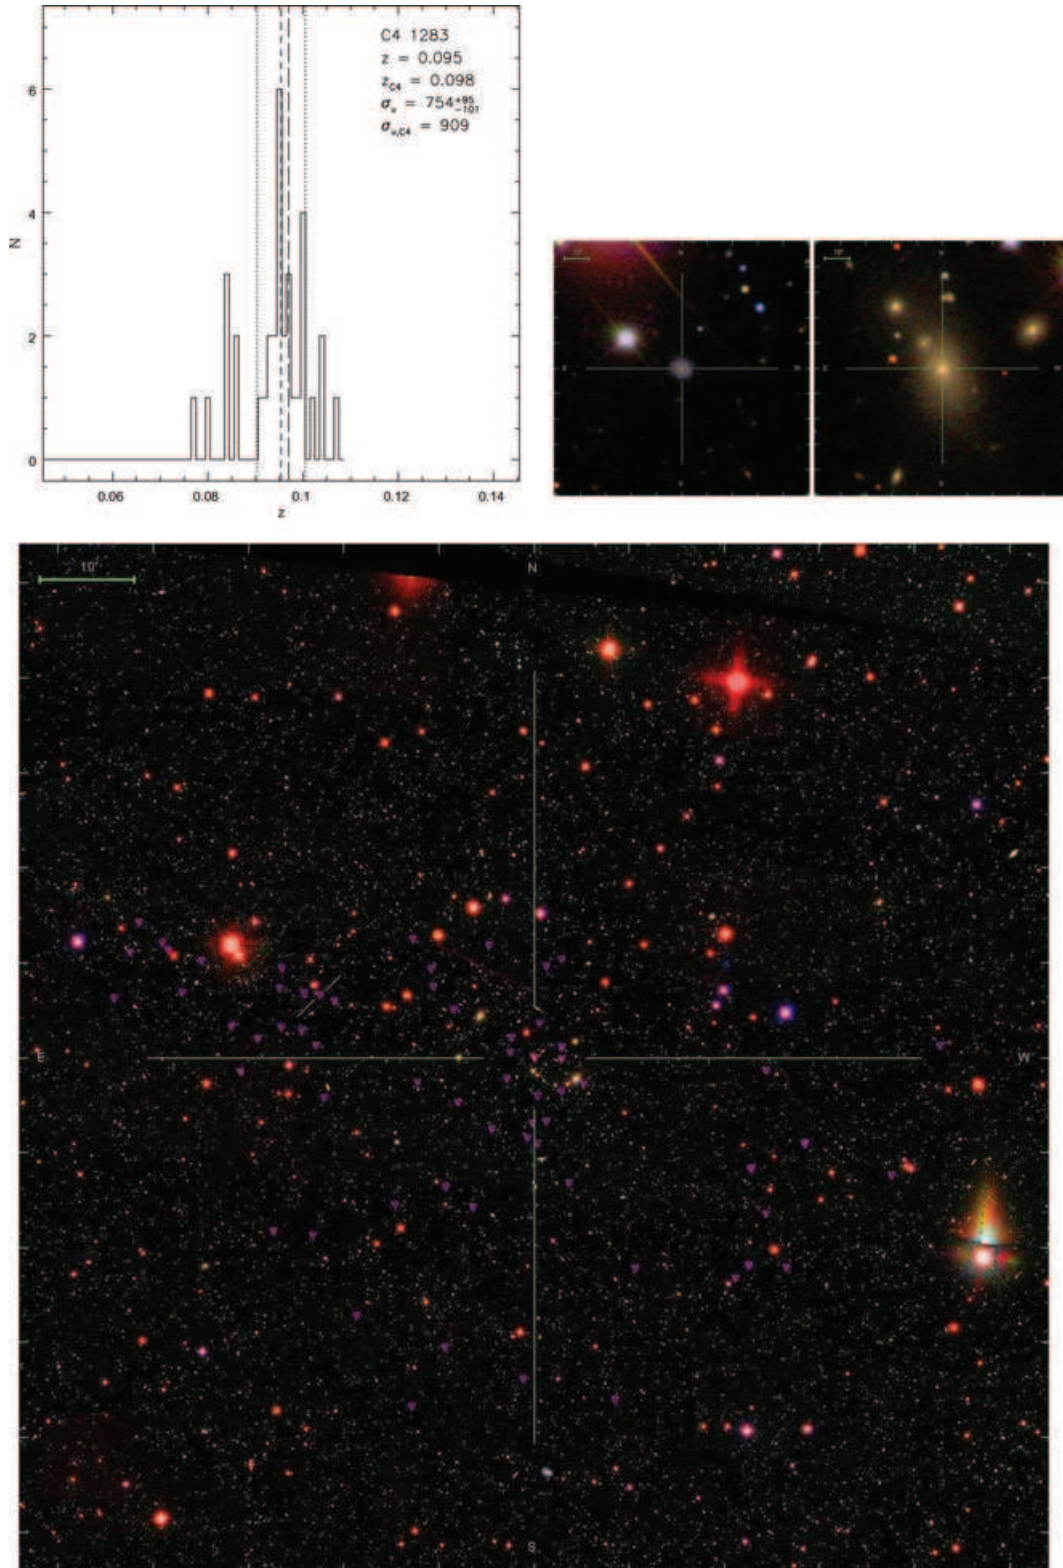 C4 1283
z = 0.095
z_C4 = 0.098
σ_v = 754 +95 -101
σ_v,C4 = 909
6
4
N
2
0
0.06 0.08 0.1 0.12 0.14
z
10'
N
E
W
S